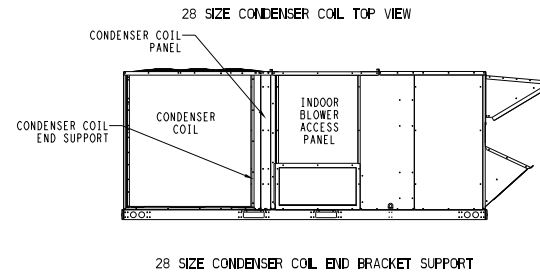 28 SIZE CONDENSER COIL TOP VIEW
CONDENSER COIL
PANEL
CONDENSER
COIL
INDOOR
BLOWER
ACCESS
PANEL
CONDENSER COIL
END SUPPORT
28 SIZE CONDENSER COIL END BRACKET SUPPORT